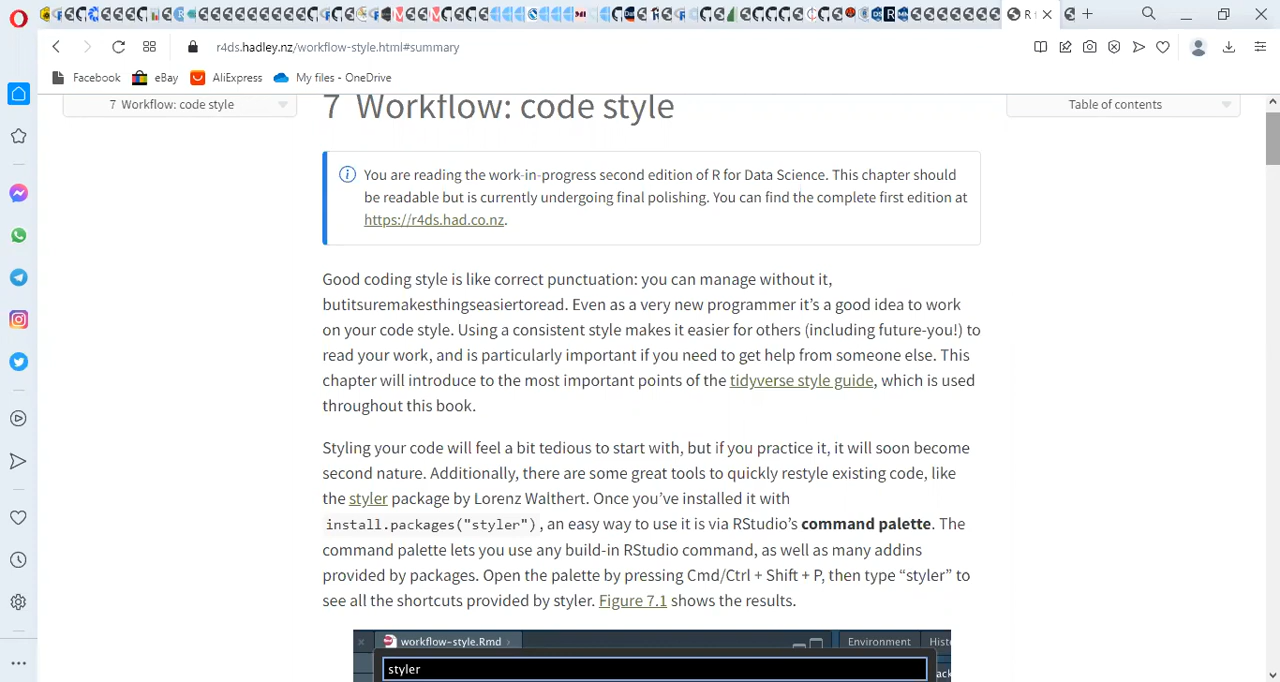 R
r4ds.hadley.nz/workflow-style.html#summary
Facebook
eBay
AliExpress
My files - OneDrive
7 Workflow: code style
Table of contents
7 Workflow: code style
You are reading the work-in-progress second edition of R for Data Science. This chapter should
be readable but is currently undergoing final polishing. You can find the complete first edition at
https://r4ds.had.co.nz.
Good coding style is like correct punctuation: you can manage without it,
butitsuremakesthingseasiertoread. Even as a very new programmer it’s a good idea to work
on your code style. Using a consistent style makes it easier for others (including future-you!) to
read your work, and is particularly important if you need to get help from someone else. This
chapter will introduce to the most important points of the tidyverse style guide, which is used
throughout this book.
Styling your code will feel a bit tedious to start with, but if you practice it, it will soon become
second nature. Additionally, there are some great tools to quickly restyle existing code, like
the styler package by Lorenz Walthert. Once you’ve installed it with
install.packages("styler"), an easy way to use it is via RStudio’s command palette. The
command palette lets you use any build-in RStudio command, as well as many addins
provided by packages. Open the palette by pressing Cmd/Ctrl + Shift + P, then type “styler” to
see all the shortcuts provided by styler. Figure 7.1 shows the results.
workflow-style.Rmd
Environment
Hist
styler
ack